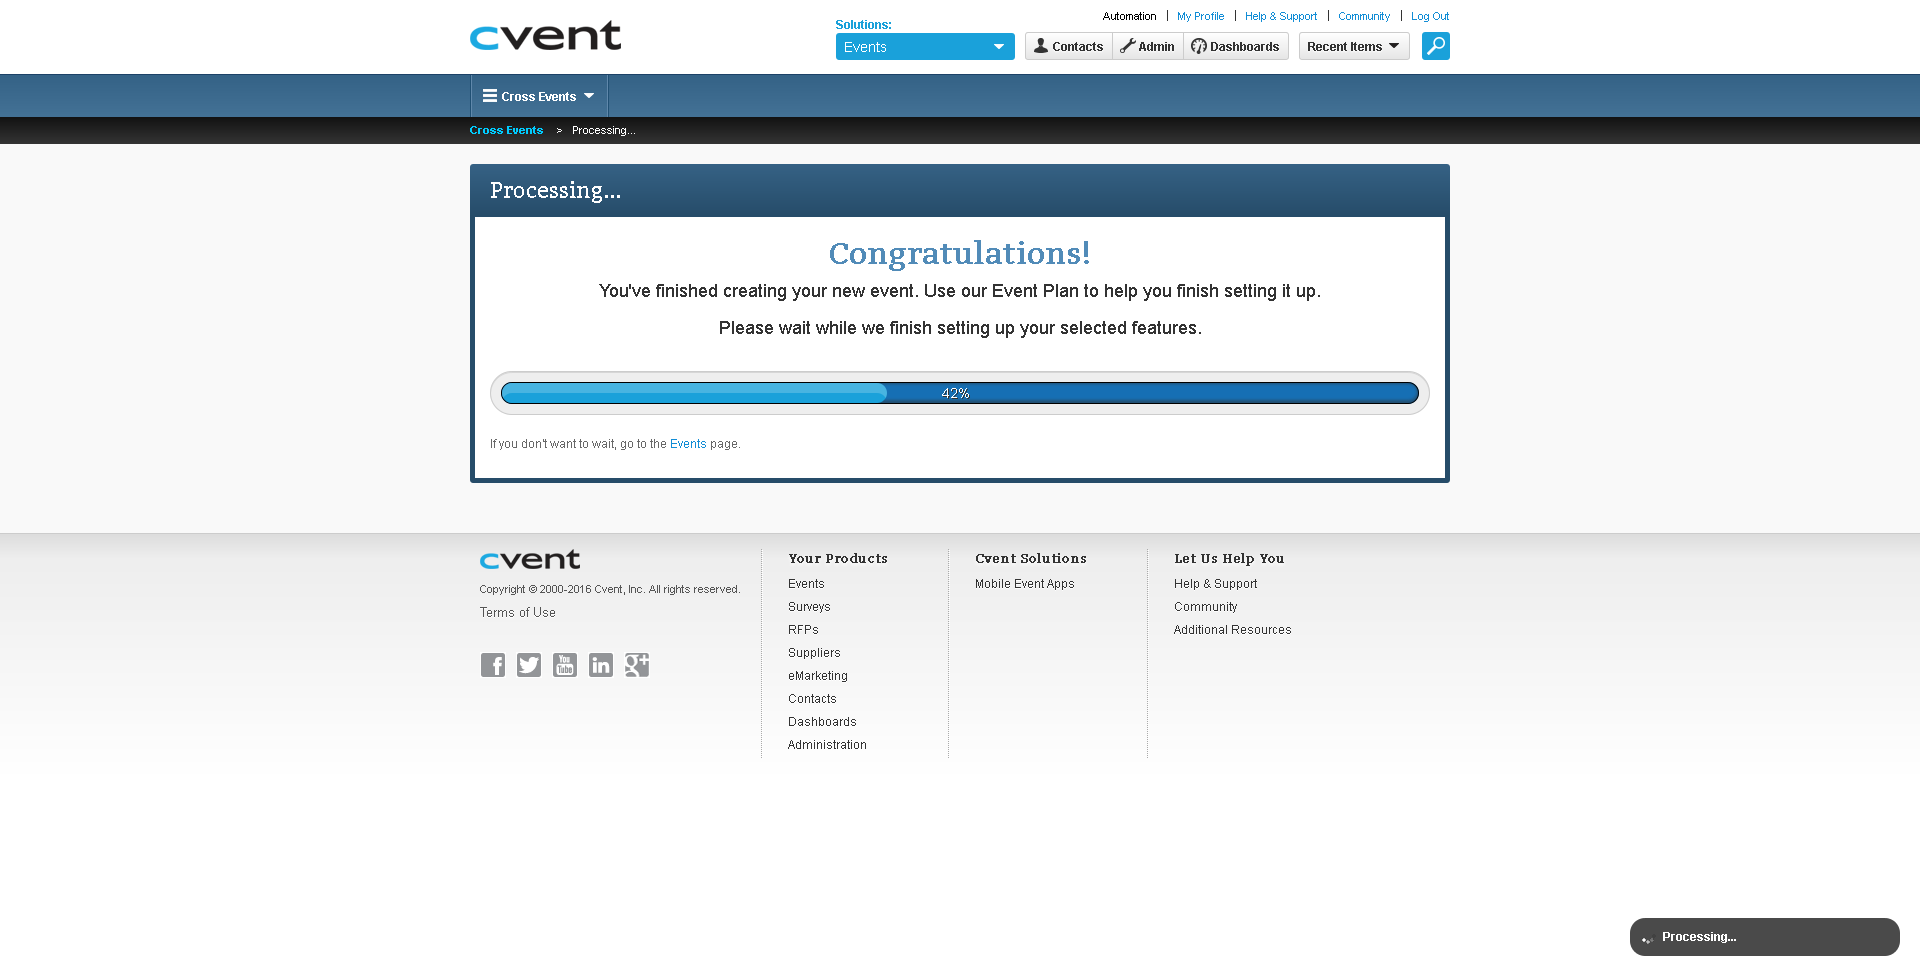 cvent
Automation | My Profile | Help & Support | Community | Log Out
Solutions:
Events
Contacts
Admin
Dashboards
Recent Items
Cross Events
Cross Events > Processing...
Processing...
Congratulations!
You've finished creating your new event. Use our Event Plan to help you finish setting it up.
Please wait while we finish setting up your selected features.
42%
If you don't want to wait, go to the Events page.
cvent
Copyright © 2000-2016 Cvent, Inc. All rights reserved.
Terms of Use
f
You
Tube
in
g+
Your Products
Events
Surveys
RFPs
Suppliers
eMarketing
Contacts
Dashboards
Administration
Cvent Solutions
Mobile Event Apps
Let Us Help You
Help & Support
Community
Additional Resources
Processing...